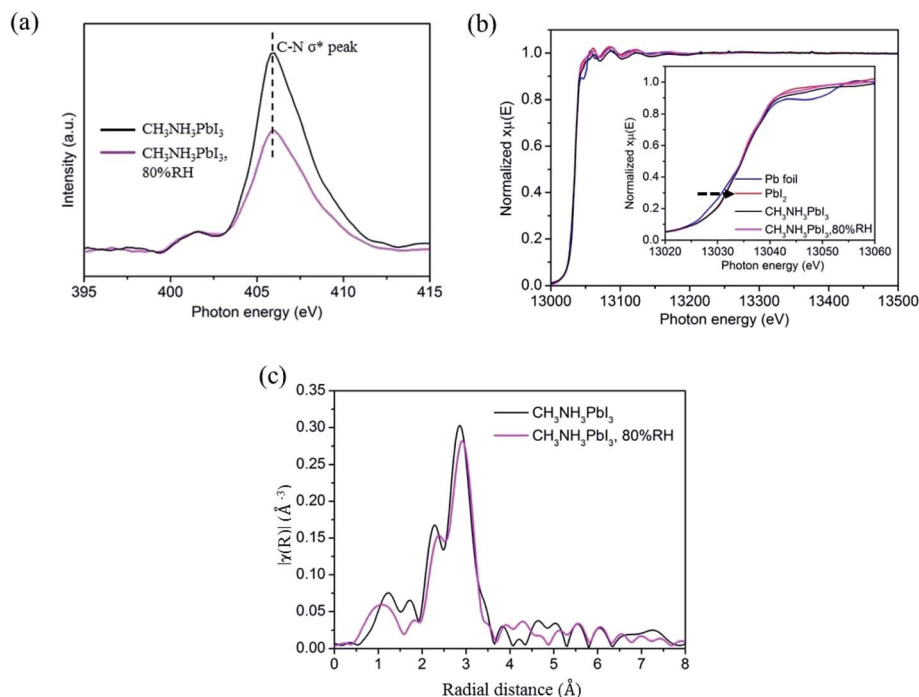 (a)
C-N σ* peak
CH₃NH₃PbI₃
CH₃NH₃PbI₃,
80%RH
Intensity (a.u.)
395 400 405 410 415
Photon energy (eV)
(b)
1.0
0.8
0.6
0.4
0.2
0.0
Normalized xμ(E)
13000 13100 13200 13300 13400 13500
Photon energy (eV)
1.0
0.8
0.6
0.4
0.2
0.0
Normalized xμ(E)
Pb foil
PbI₂
CH₃NH₃PbI₃
CH₃NH₃PbI₃,80%RH
13020 13030 13040 13050 13060
Photon energy (eV)
(c)
0.35
0.30
0.25
0.20
0.15
0.10
0.05
0.00
|χ(R)| (Å⁻³)
CH₃NH₃PbI₃
CH₃NH₃PbI₃, 80%RH
0 1 2 3 4 5 6 7 8
Radial distance (Å)